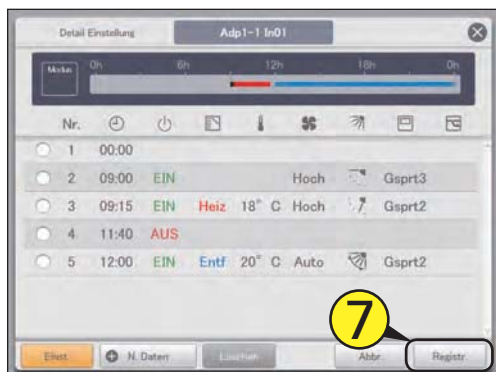 Detail Einstellung Adp1-1 In01
Modus 0h 6h 12h 18h 0h
Nr.
1 00:00
2 09:00 EIN Hoch Gsprt3
3 09:15 EIN Heiz 18° C Hoch Gsprt2
4 11:40 AUS
5 12:00 EIN Entf 20° C Auto Gsprt2
7
Einst. N. Daten Löschen Abbr. Registr.